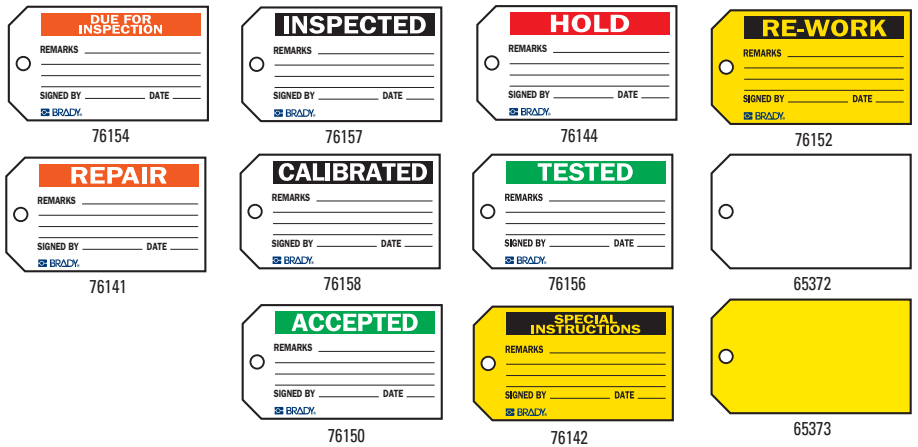 DUE FOR
INSPECTION
REMARKS
SIGNED BY DATE
BRADY.
76154
INSPECTED
REMARKS
SIGNED BY DATE
BRADY.
76157
HOLD
REMARKS
SIGNED BY DATE
BRADY.
76144
RE-WORK
REMARKS
SIGNED BY DATE
BRADY.
76152
REPAIR
REMARKS
SIGNED BY DATE
BRADY.
76141
CALIBRATED
REMARKS
SIGNED BY DATE
BRADY.
76158
TESTED
REMARKS
SIGNED BY DATE
BRADY.
76156
65372
ACCEPTED
REMARKS
SIGNED BY DATE
BRADY.
76150
SPECIAL
INSTRUCTIONS
REMARKS
SIGNED BY DATE
BRADY.
76142
65373